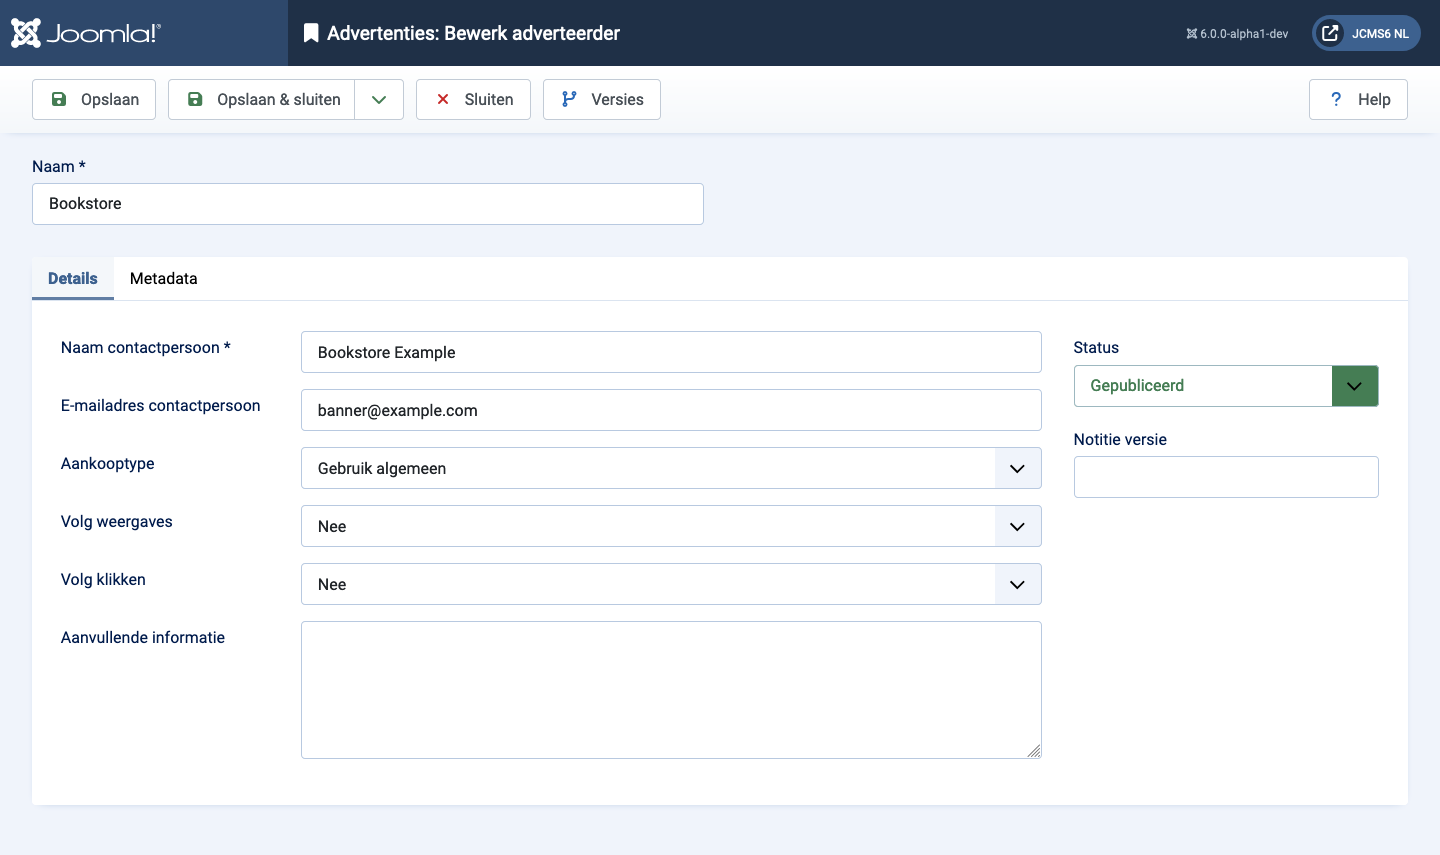 Joomla!®
Advertenties: Bewerk adverteerder
6.0.0-alpha1-dev
JCMS6 NL
Opslaan
Opslaan & sluiten
Sluiten
Versies
? Help
Naam *
Bookstore
Details
Metadata
Naam contactpersoon *
Bookstore Example
E-mailadres contactpersoon
banner@example.com
Aankooptype
Gebruik algemeen
Volg weergaves
Nee
Volg klikken
Nee
Aanvullende informatie
Status
Gepubliceerd
Notitie versie